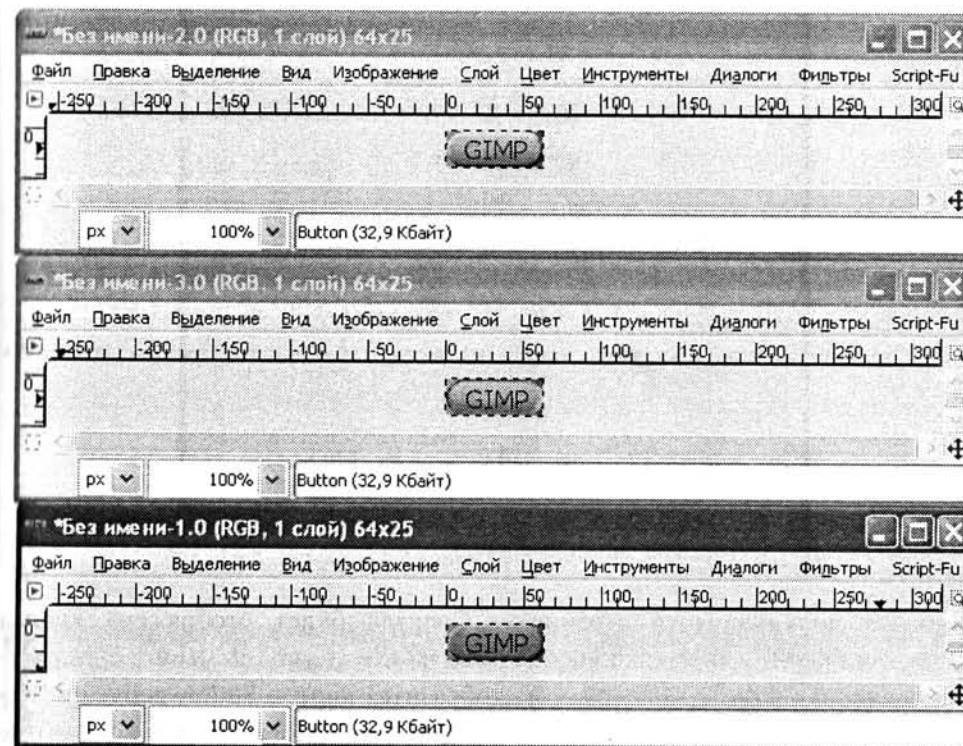 *Без имени-2.0 (RGB, 1 слой) 64x25
Файл Правка Выделение Вид Изображение Слой Цвет Инструменты Диалоги Фильтры Script-Fu
-250 -200 -150 -100 -50 0 50 100 150 200 250 300
0
GIMP
px 100% Button (32,9 Кбайт)
*Без имени-3.0 (RGB, 1 слой) 64x25
Файл Правка Выделение Вид Изображение Слой Цвет Инструменты Диалоги Фильтры Script-Fu
-250 -200 -150 -100 -50 0 50 100 150 200 250 300
0
GIMP
px 100% Button (32,9 Кбайт)
*Без имени-1.0 (RGB, 1 слой) 64x25
Файл Правка Выделение Вид Изображение Слой Цвет Инструменты Диалоги Фильтры Script-Fu
-250 -200 -150 -100 -50 0 50 100 150 200 250 300
0
GIMP
px 100% Button (32,9 Кбайт)